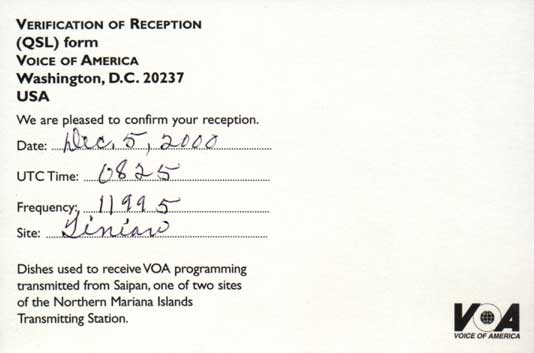 VERIFICATION OF RECEPTION
(QSL) form
VOICE OF AMERICA
Washington, D.C. 20237
USA
We are pleased to confirm your reception.
Date: Dec. 5, 2000
UTC Time: 0825
Frequency: 11995
Site: Tinian
Dishes used to receive VOA programming
transmitted from Saipan, one of two sites
of the Northern Mariana Islands
Transmitting Station.
VOA
VOICE OF AMERICA